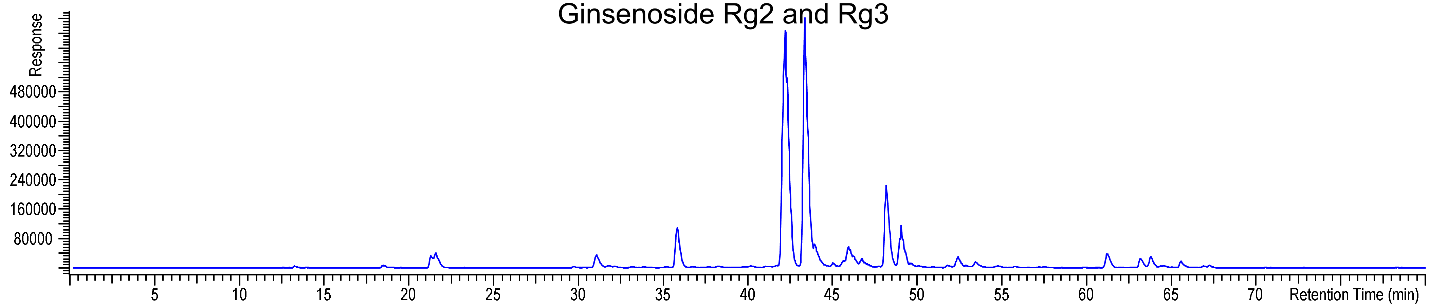 Ginsenoside Rg2 and Rg3
Response
480000
400000
320000
240000
160000
80000
5 10 15 20 25 30 35 40 45 50 55 60 65 70 Retention Time (min)